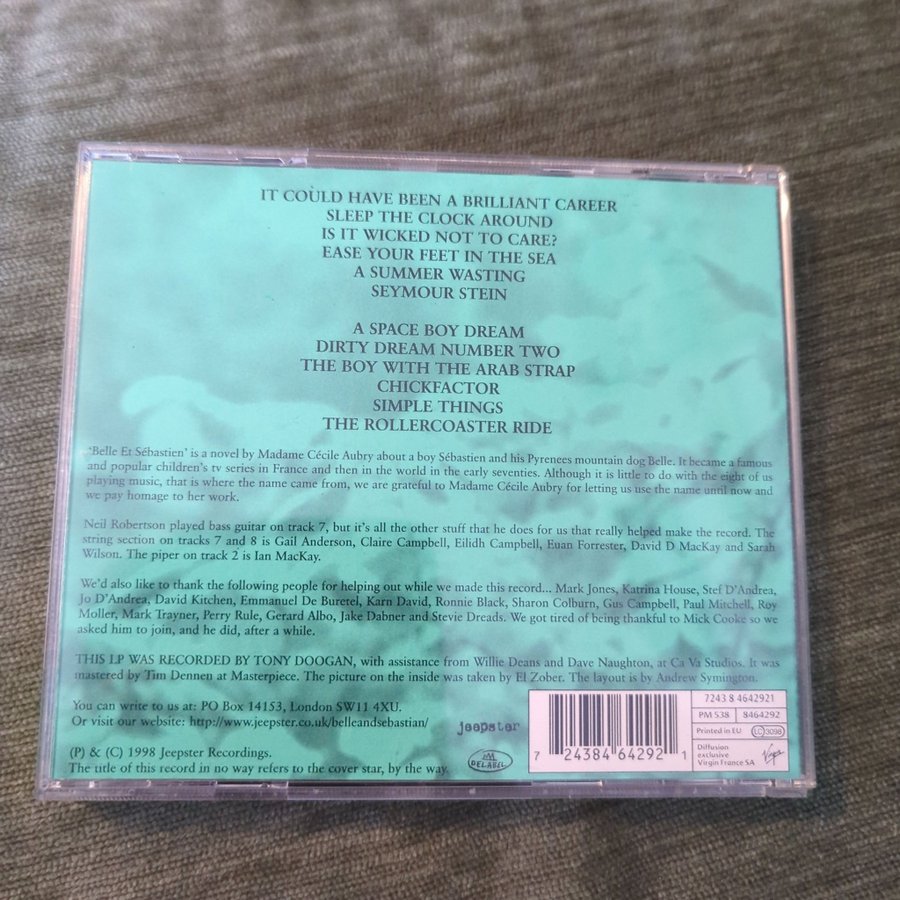 IT COULD HAVE BEEN A BRILLIANT CAREER
SLEEP THE CLOCK AROUND
IS IT WICKED NOT TO CARE?
EASE YOUR FEET IN THE SEA
A SUMMER WASTING
SEYMOUR STEIN
A SPACE BOY DREAM
DIRTY DREAM NUMBER TWO
THE BOY WITH THE ARAB STRAP
CHICKFACTOR
SIMPLE THINGS
THE ROLLERCOASTER RIDE
'Belle Et Sébastien' is a novel by Madame Cécile Aubry about a boy Sébastien and his Pyrenees mountain dog Belle. It became a famous
and popular children's tv series in France and then in the world in the early seventies. Although it is little to do with the eight of us
playing music, that is where the name came from, we are grateful to Madame Cécile Aubry for letting us use the name until now and
we pay homage to her work.
Neil Robertson played bass guitar on track 7, but it's all the other stuff that he does for us that really helped make the record. The
string section on tracks 7 and 8 is Gail Anderson, Claire Campbell, Eilidh Campbell, Euan Forrester, David D MacKay and Sarah
Wilson. The piper on track 2 is Ian MacKay.
We'd also like to thank the following people for helping out while we made this record... Mark Jones, Katrina House, Stef D'Andrea,
Jo D'Andrea, David Kitchen, Emmanuel De Buretel, Karn David, Ronnie Black, Sharon Colburn, Gus Campbell, Paul Mitchell, Roy
Moller, Mark Trayner, Perry Rule, Gerard Albo, Jake Dabner and Stevie Dreads. We got tired of being thankful to Mick Cooke so we
asked him to join, and he did, after a while.
THIS LP WAS RECORDED BY TONY DOOGAN, with assistance from Willie Deans and Dave Naughton, at Ca Va Studios. It was
mastered by Tim Dennen at Masterpiece. The picture on the inside was taken by El Zober. The layout is by Andrew Symington.
You can write to us at: PO Box 14153, London SW11 4XU.
Or visit our website: http://www.jeepster.co.uk/belleandsebastian/
(P) & (C) 1998 Jeepster Recordings.
The title of this record in no way refers to the cover star, by the way.
jeepster
DELABEL
7 24384 64292 1
7243 8 4642921
PM 538 8464292
Printed in EU LC 3098
Diffusion
exclusive
Virgin France SA
Virgin